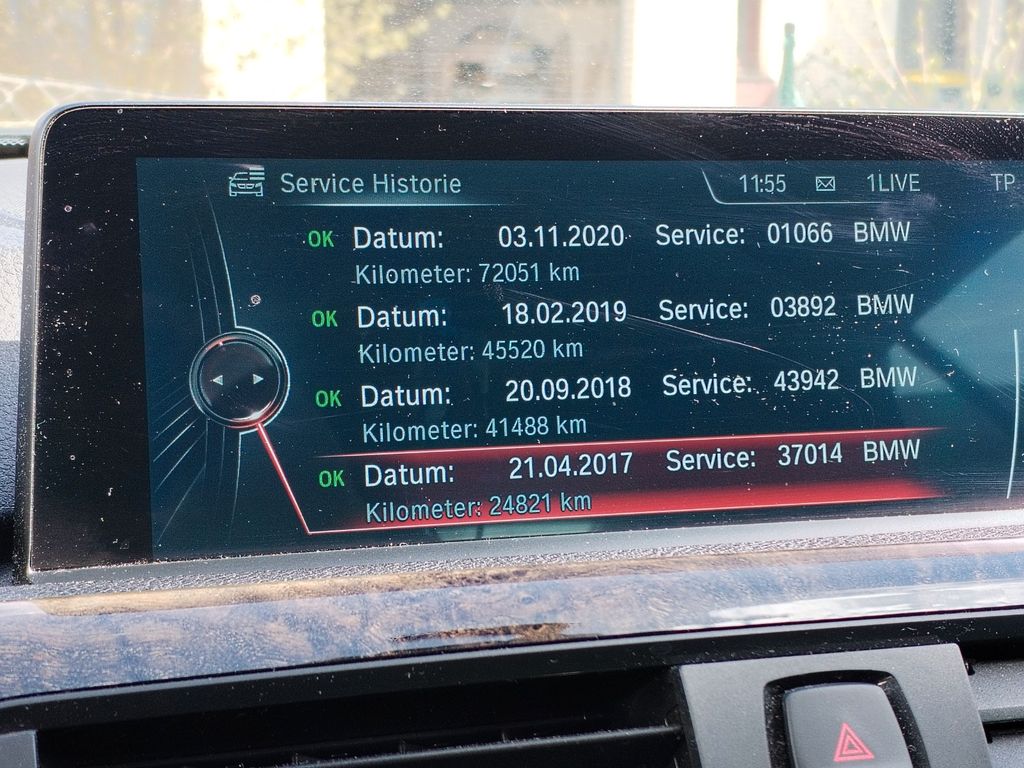 Service Historie 11:55 1LIVE TP
OK Datum: 03.11.2020 Service: 01066 BMW
Kilometer: 72051 km
OK Datum: 18.02.2019 Service: 03892 BMW
Kilometer: 45520 km
OK Datum: 20.09.2018 Service: 43942 BMW
Kilometer: 41488 km
OK Datum: 21.04.2017 Service: 37014 BMW
Kilometer: 24821 km